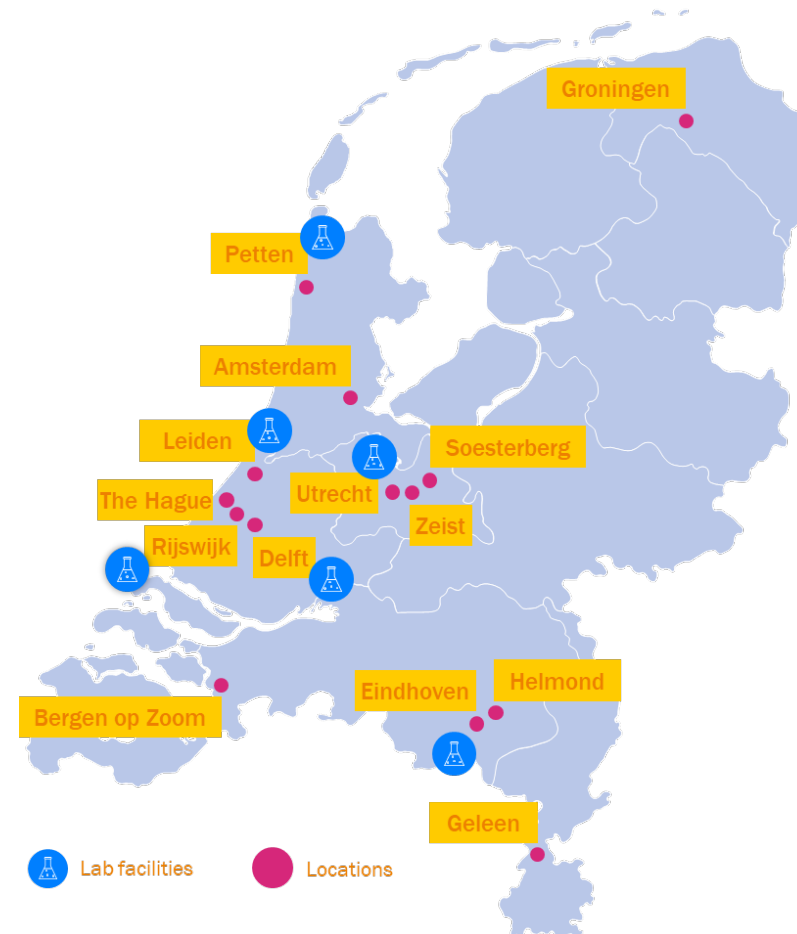 Groningen
Petten
Amsterdam
Leiden
Soesterberg
Utrecht
The Hague
Zeist
Rijswijk
Delft
Eindhoven
Helmond
Bergen op Zoom
Geleen
Lab facilities
Locations